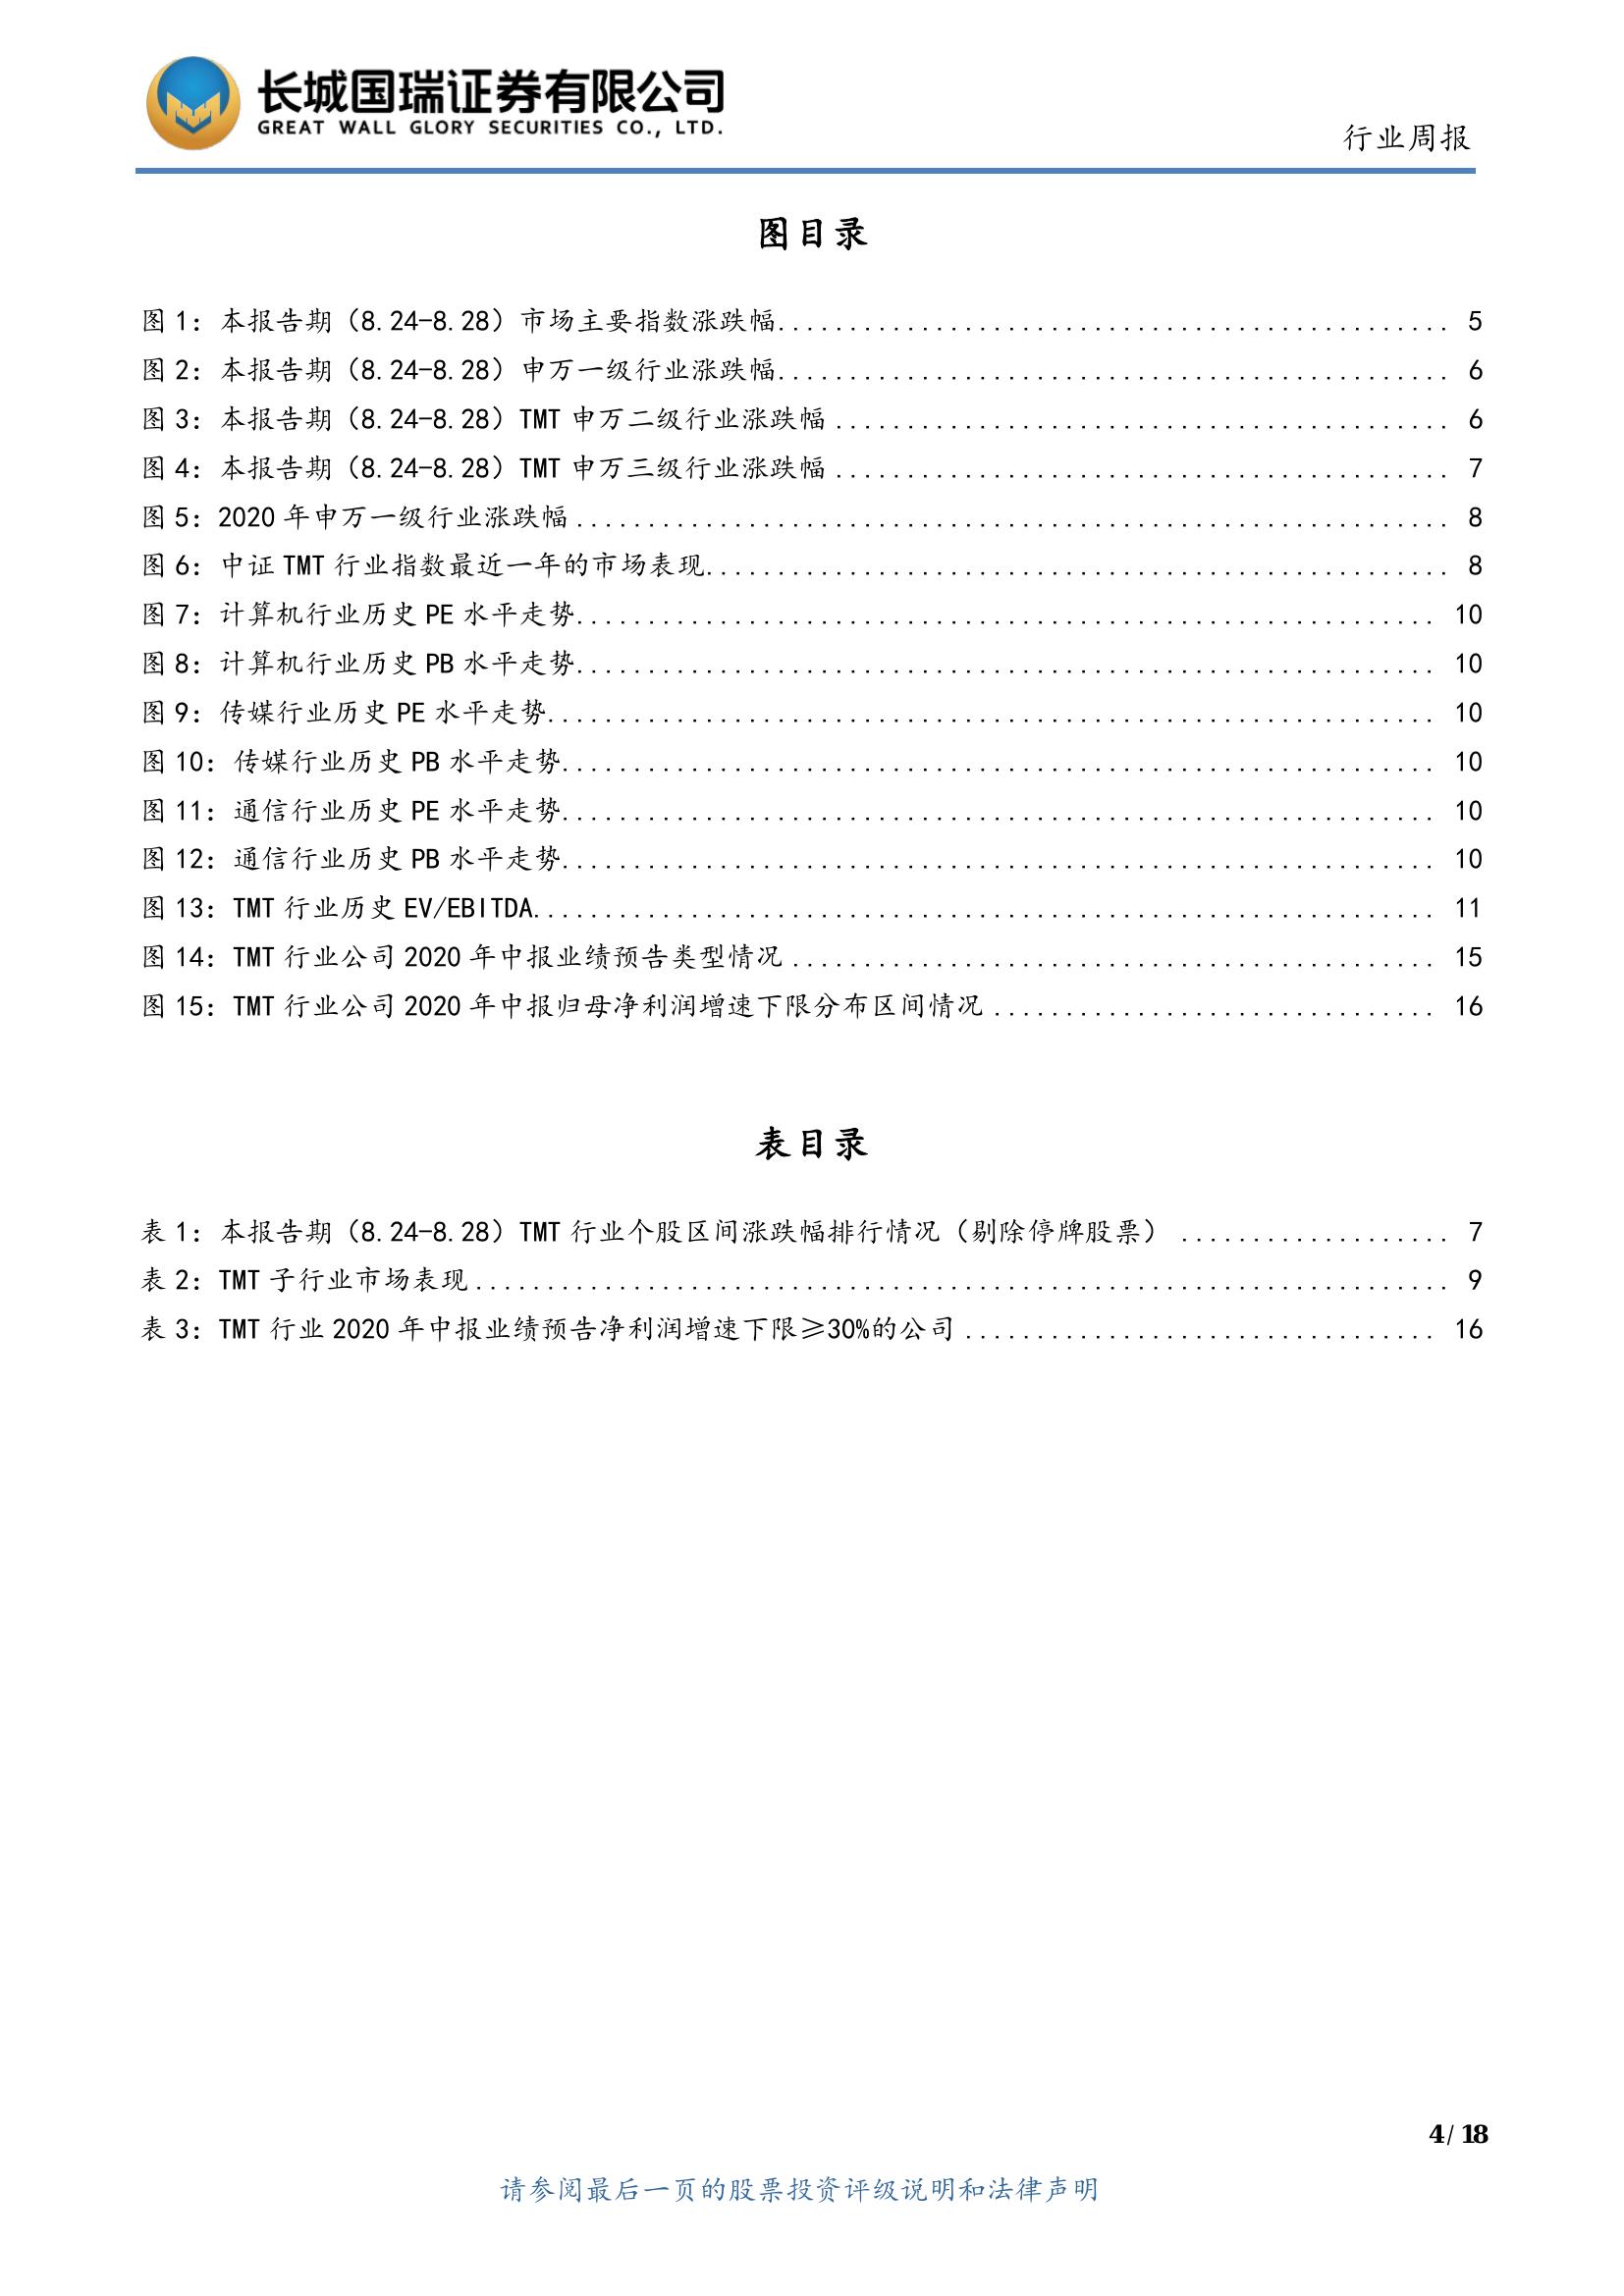 长城国瑞证券有限公司
GREAT WALL GLORY SECURITIES CO., LTD.
行业周报
图目录
图 1：本报告期（8.24-8.28）市场主要指数涨跌幅............................................... 5
图 2：本报告期（8.24-8.28）申万一级行业涨跌幅............................................... 6
图 3：本报告期（8.24-8.28）TMT 申万二级行业涨跌幅 ........................................... 6
图 4：本报告期（8.24-8.28）TMT 申万三级行业涨跌幅 ........................................... 7
图 5：2020 年申万一级行业涨跌幅 ............................................................. 8
图 6：中证 TMT 行业指数最近一年的市场表现.................................................... 8
图 7：计算机行业历史 PE 水平走势............................................................ 10
图 8：计算机行业历史 PB 水平走势............................................................ 10
图 9：传媒行业历史 PE 水平走势.............................................................. 10
图 10：传媒行业历史 PB 水平走势............................................................. 10
图 11：通信行业历史 PE 水平走势............................................................. 10
图 12：通信行业历史 PB 水平走势............................................................. 10
图 13：TMT 行业历史 EV/EBITDA............................................................... 11
图 14：TMT 行业公司 2020 年中报业绩预告类型情况 ............................................. 15
图 15：TMT 行业公司 2020 年中报归母净利润增速下限分布区间情况 ............................... 16
表目录
表 1：本报告期（8.24-8.28）TMT 行业个股区间涨跌幅排行情况（剔除停牌股票） ................... 7
表 2：TMT 子行业市场表现 .................................................................... 9
表 3：TMT 行业 2020 年中报业绩预告净利润增速下限≥30%的公司 ................................. 16
4/ 18
请参阅最后一页的股票投资评级说明和法律声明